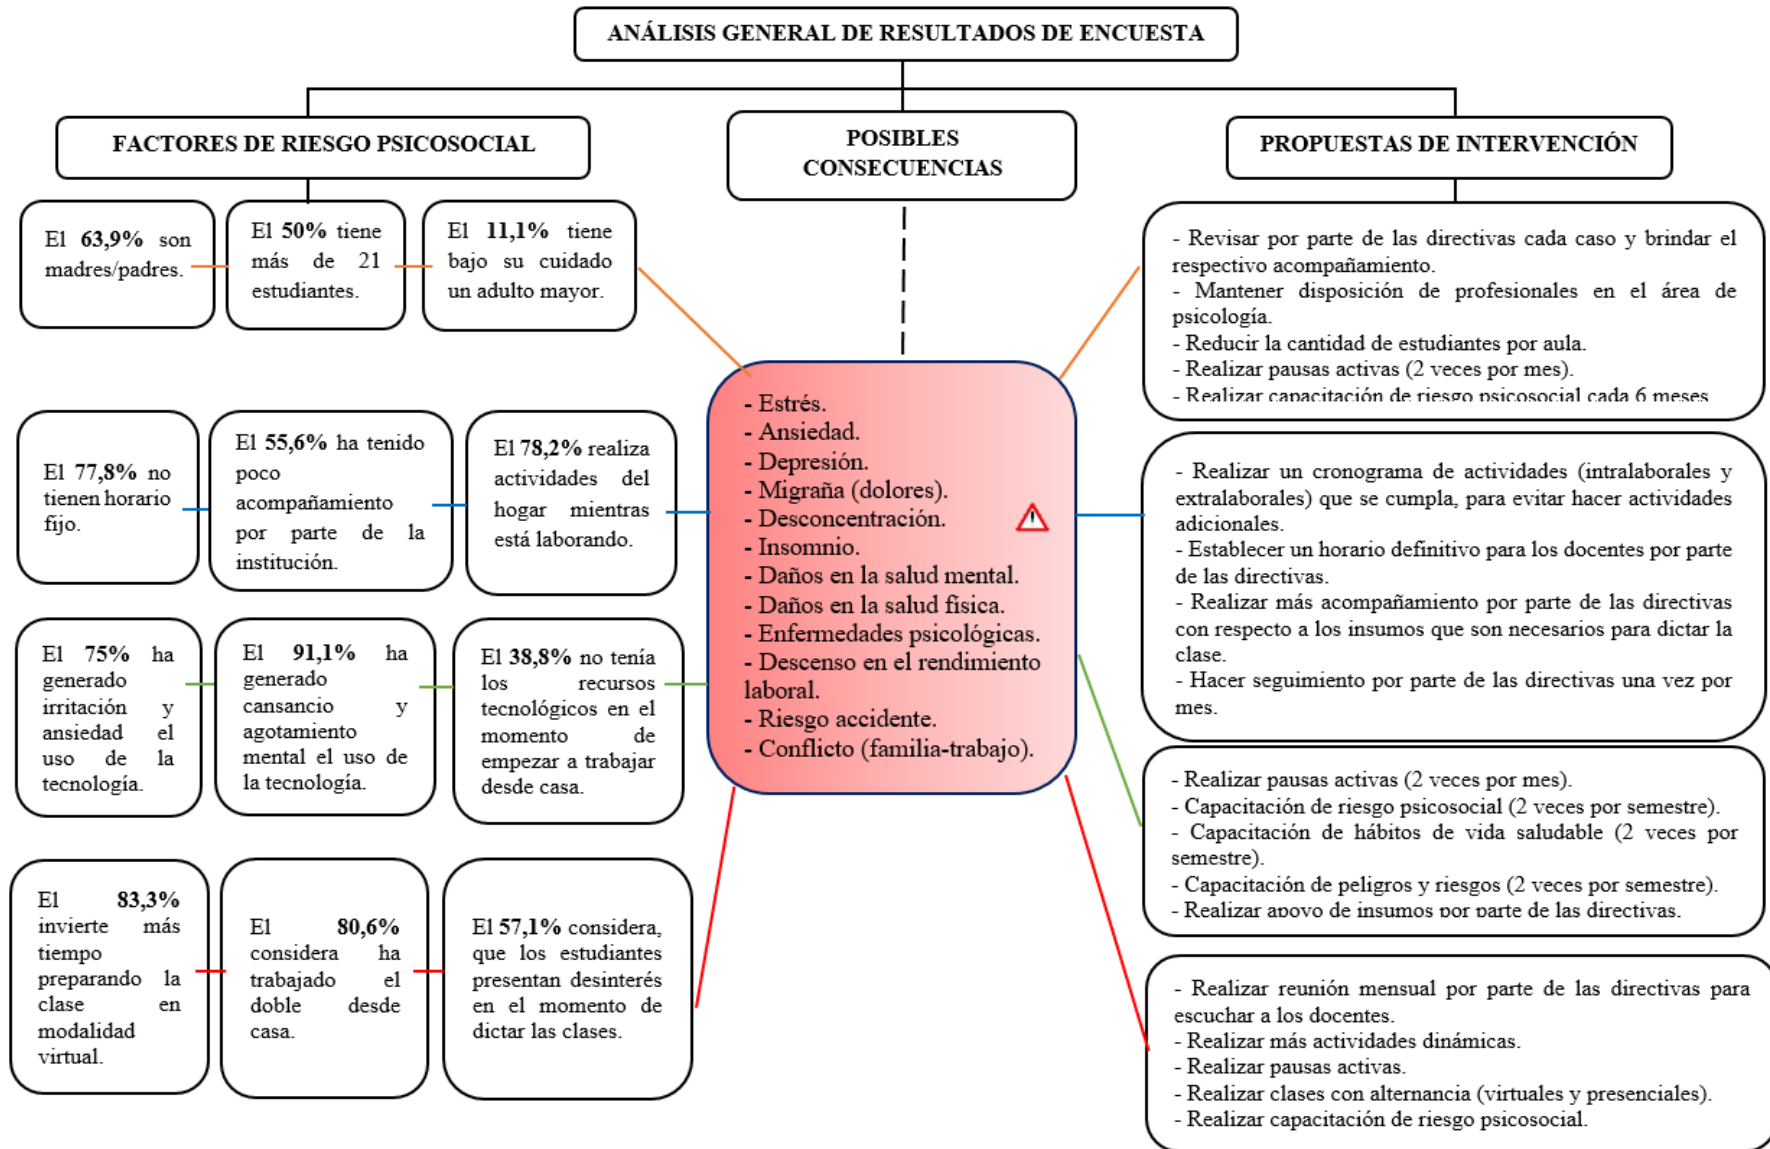 ANÁLISIS GENERAL DE RESULTADOS DE ENCUESTA
FACTORES DE RIESGO PSICOSOCIAL
El 63,9% son
madres/padres.
El 50% tiene
más de 21
estudiantes.
El 11,1% tiene
bajo su cuidado
un adulto mayor.
El 77,8% no
tienen horario
fijo.
El 55,6% ha tenido
poco
acompañamiento
por parte de la
institución.
El 78,2% realiza
actividades del
hogar mientras
está laborando.
El 75% ha
generado
irritación y
ansiedad el
uso de la
tecnología.
El 91,1% ha
generado
cansancio y
agotamiento
mental el uso de
la tecnología.
El 38,8% no tenía
los recursos
tecnológicos en el
momento de
empezar a trabajar
desde casa.
El 83,3%
invierte más
tiempo
preparando la
clase en
modalidad
virtual.
El 80,6%
considera ha
trabajado el
doble desde
casa.
El 57,1% considera,
que los estudiantes
presentan desinterés
en el momento de
dictar las clases.
POSIBLES
CONSECUENCIAS
- Estrés.
- Ansiedad.
- Depresión.
- Migraña (dolores).
- Desconcentración.
- Insomnio.
- Daños en la salud mental.
- Daños en la salud física.
- Enfermedades psicológicas.
- Descenso en el rendimiento
laboral.
- Riesgo accidente.
- Conflicto (familia-trabajo).
PROPUESTAS DE INTERVENCIÓN
- Revisar por parte de las directivas cada caso y brindar el
respectivo acompañamiento.
- Mantener disposición de profesionales en el área de
psicología.
- Reducir la cantidad de estudiantes por aula.
- Realizar pausas activas (2 veces por mes).
- Realizar capacitación de riesgo psicosocial cada 6 meses
- Realizar un cronograma de actividades (intralaborales y
extralaborales) que se cumpla, para evitar hacer actividades
adicionales.
- Establecer un horario definitivo para los docentes por parte
de las directivas.
- Realizar más acompañamiento por parte de las directivas
con respecto a los insumos que son necesarios para dictar la
clase.
- Hacer seguimiento por parte de las directivas una vez por
mes.
- Realizar pausas activas (2 veces por mes).
- Capacitación de riesgo psicosocial (2 veces por semestre).
- Capacitación de hábitos de vida saludable (2 veces por
semestre).
- Capacitación de peligros y riesgos (2 veces por semestre).
- Realizar apoyo de insumos por parte de las directivas.
- Realizar reunión mensual por parte de las directivas para
escuchar a los docentes.
- Realizar más actividades dinámicas.
- Realizar pausas activas.
- Realizar clases con alternancia (virtuales y presenciales).
- Realizar capacitación de riesgo psicosocial.